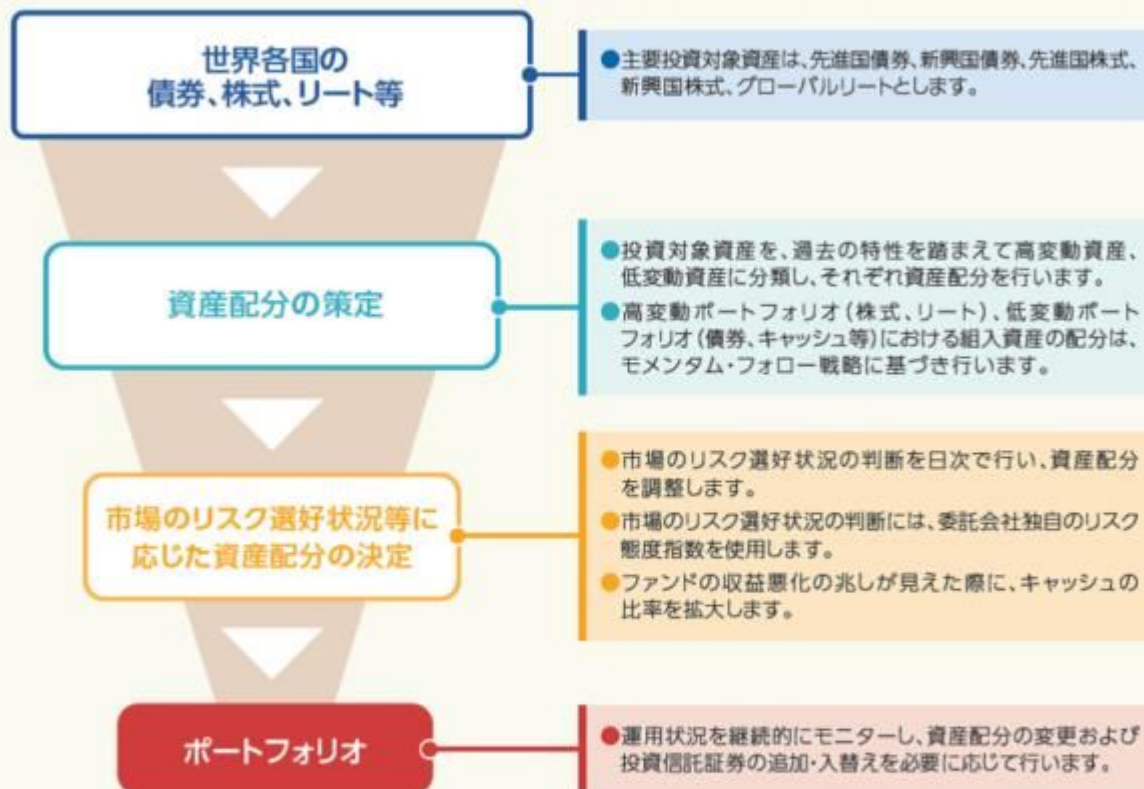 世界各国の
債券、株式、リート等
●主要投資対象資産は、先進国債券、新興国債券、先進国株式、
新興国株式、グローバルリートとします。
資産配分の策定
●投資対象資産を、過去の特性を踏まえて高変動資産、
低変動資産に分類し、それぞれ資産配分を行います。
●高変動ポートフォリオ(株式、リート)、低変動ポート
フォリオ(債券、キャッシュ等)における組入資産の配分は、
モメンタム・フォロー戦略に基づき行います。
市場のリスク選好状況等に
応じた資産配分の決定
●市場のリスク選好状況の判断を日次で行い、資産配分
を調整します。
●市場のリスク選好状況の判断には、委託会社独自のリスク
態度指数を使用します。
●ファンドの収益悪化の兆しが見えた際に、キャッシュの
比率を拡大します。
ポートフォリオ
●運用状況を継続的にモニターし、資産配分の変更および
投資信託証券の追加・入替えを必要に応じて行います。